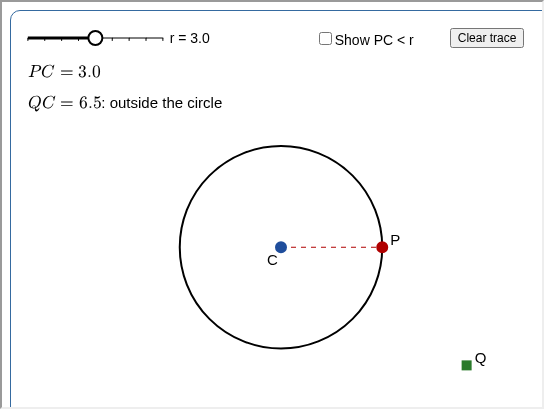 r = 3.0
Show PC < r
Clear trace
PC = 3.0
QC = 6.5: outside the circle
P
C
Q